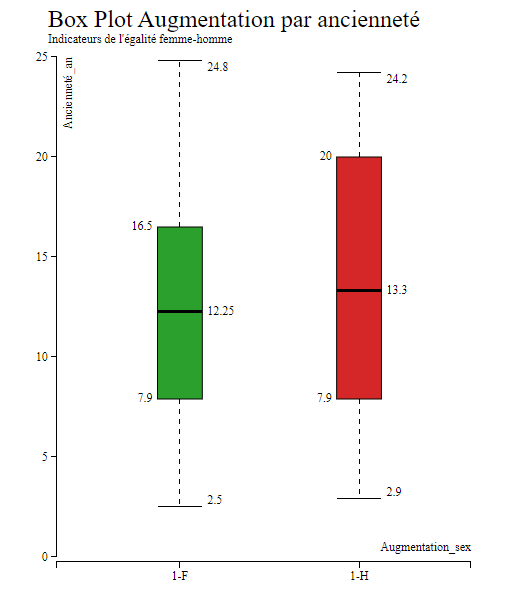 Box Plot Augmentation par ancienneté
Indicateurs de l'égalité femme-homme
25
Ancienneté_an
24.8
24.2
20
20
16.5
15
13.3
12.25
10
7.9
7.9
5
2.9
2.5
Augmentation_sex
0
1-F
1-H